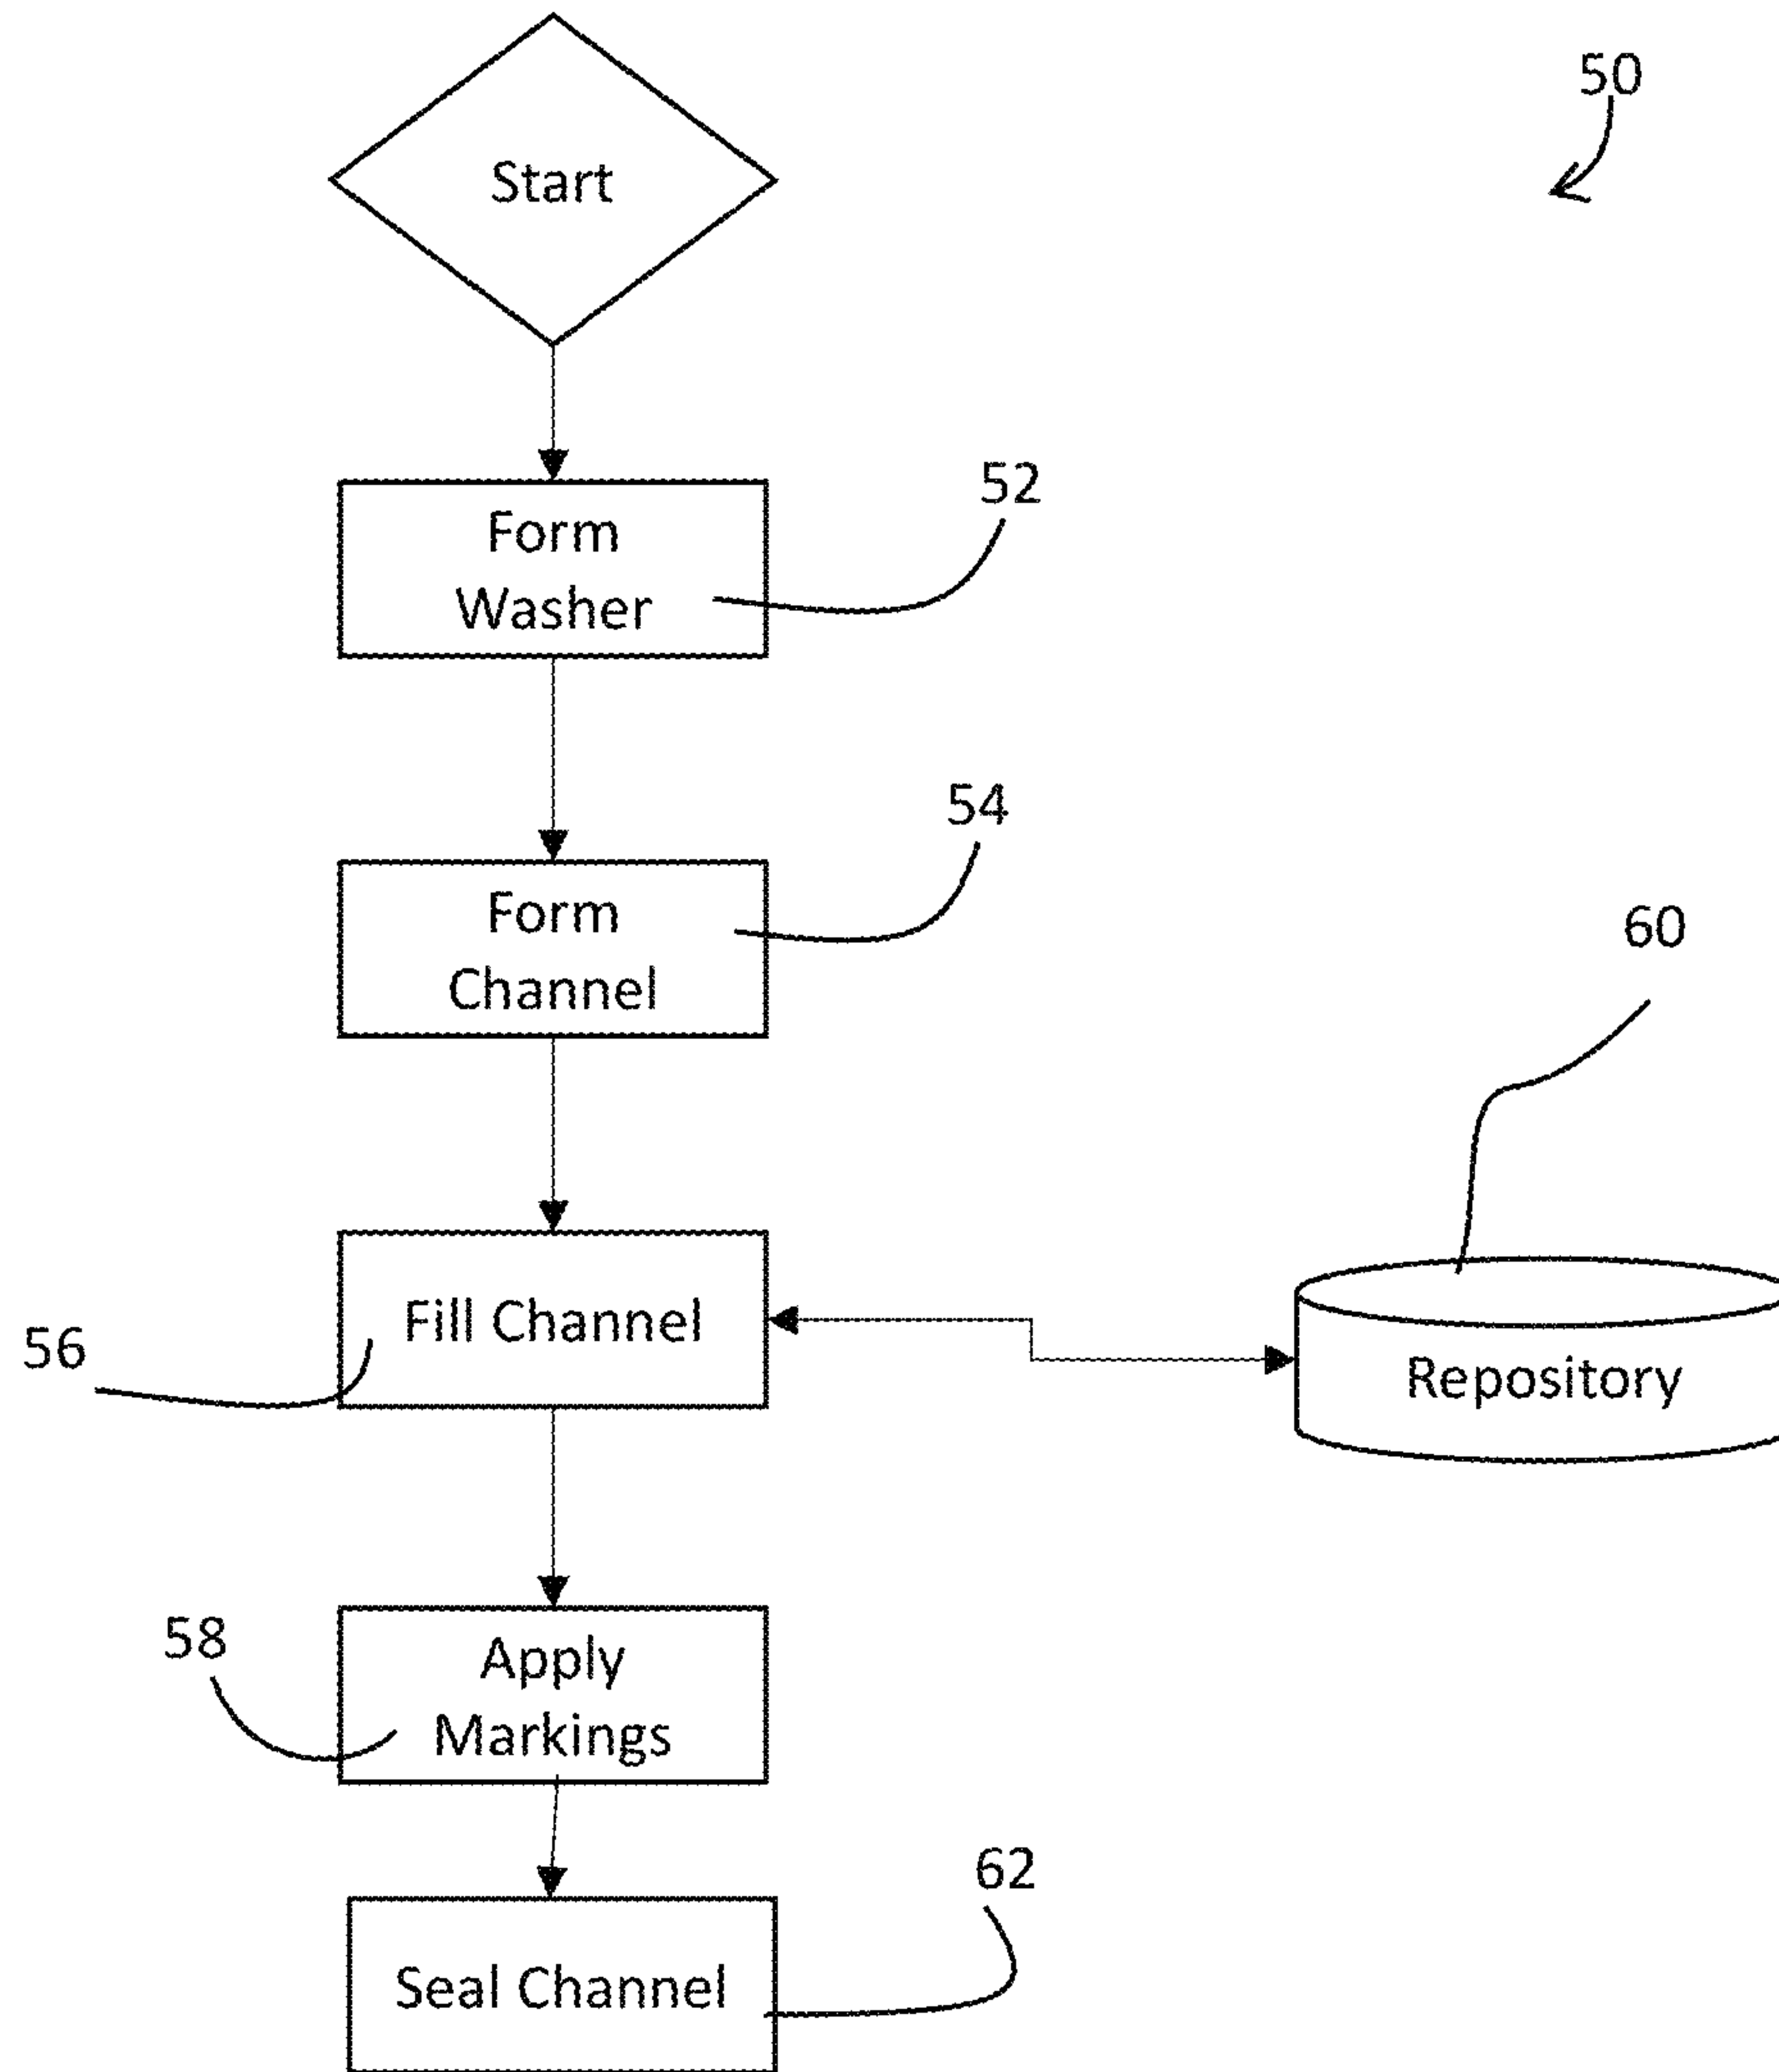 50
Start
52
Form
Washer
54
Form
Channel
60
56
Fill Channel
Repository
58
Apply
Markings
62
Seal Channel